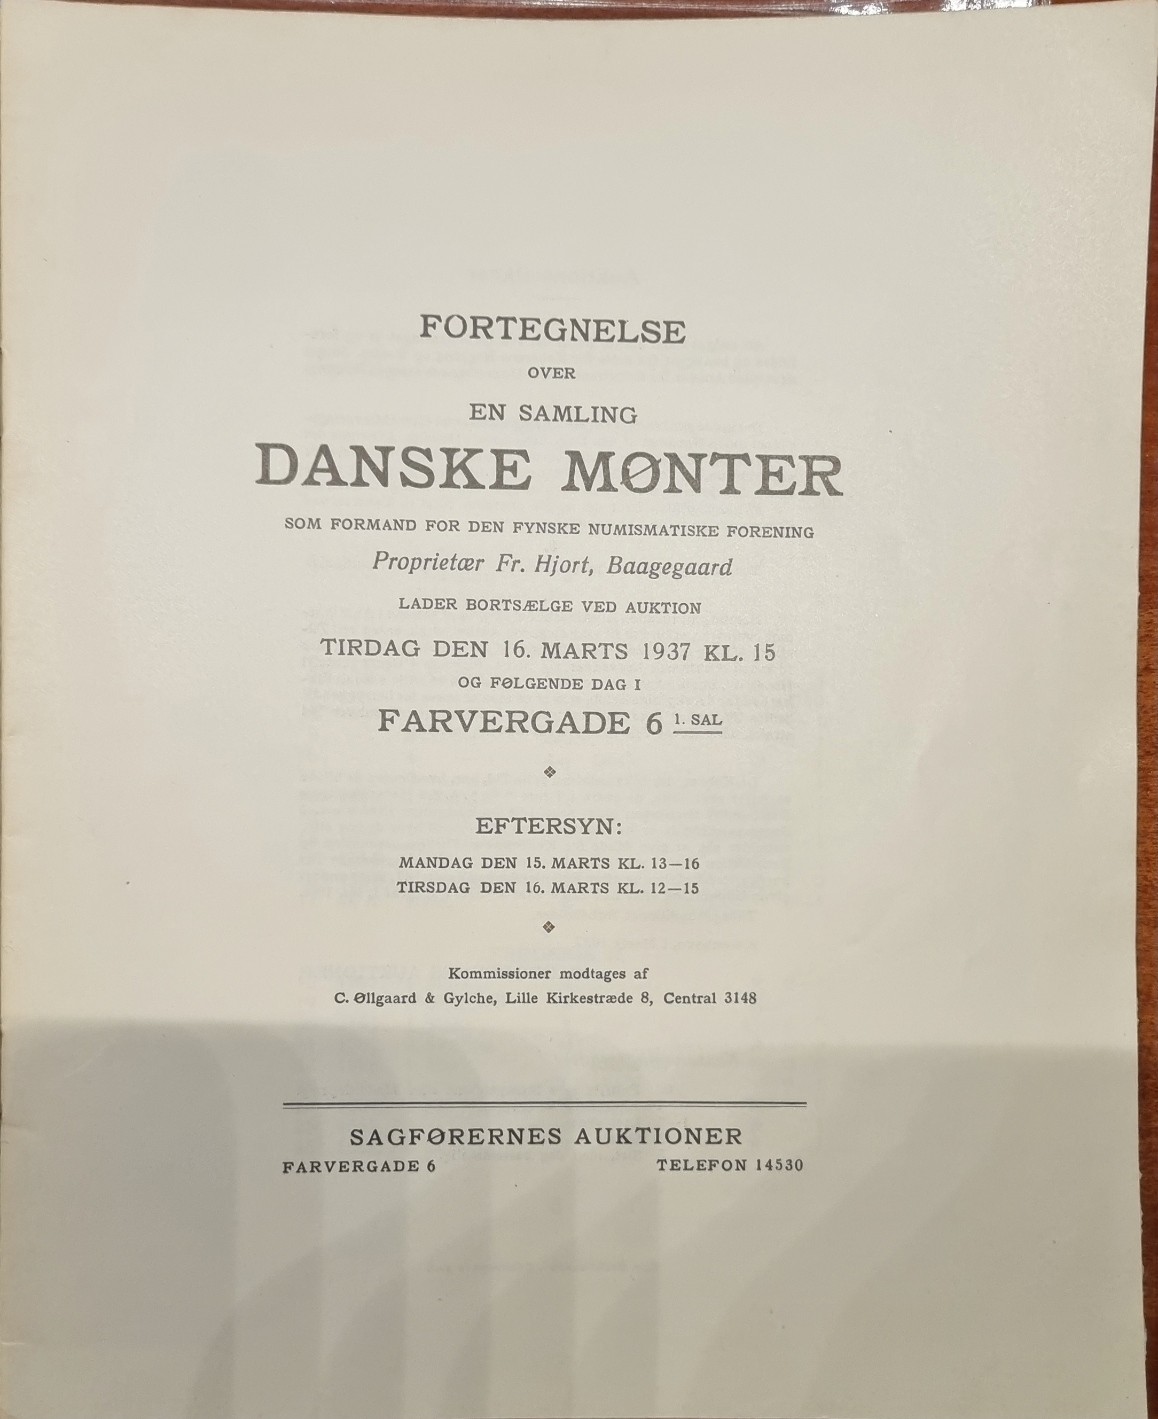 FORTEGNELSE
OVER
EN SAMLING
DANSKE MØNTER
SOM FORMAND FOR DEN FYNSKE NUMISMATISKE FORENING
Proprietær Fr. Hjort, Baagegaard
LADER BORTSÆLGE VED AUKTION
TIRDAG DEN 16. MARTS 1937 KL. 15
OG FØLGENDE DAG I
FARVERGADE 6 1. SAL
EFTERSYN:
MANDAG DEN 15. MARTS KL. 13—16
TIRSDAG DEN 16. MARTS KL. 12—15
Kommissioner modtages af
C. Øllgaard & Gylche, Lille Kirkestræde 8, Central 3148
SAGFØRERNES AUKTIONER
FARVERGADE 6 TELEFON 14530